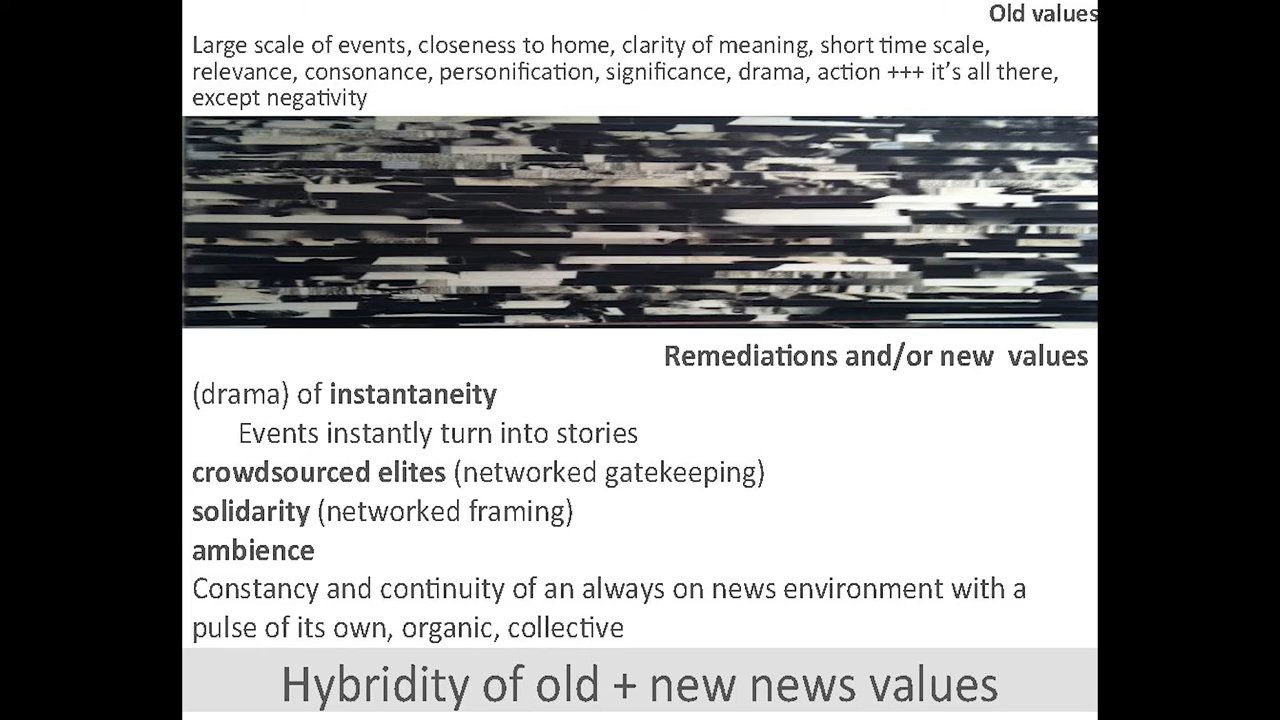 Old values
Large scale of events, closeness to home, clarity of meaning, short time scale,
relevance, consonance, personification, significance, drama, action +++ it's all there,
except negativity
Remediations and/or new  values
(drama) of instantaneity
Events instantly turn into stories
crowdsourced elites (networked gatekeeping)
solidarity (networked framing)
ambience
Constancy and continuity of an always on news environment with a
pulse of its own, organic, collective
Hybridity of old + new news values